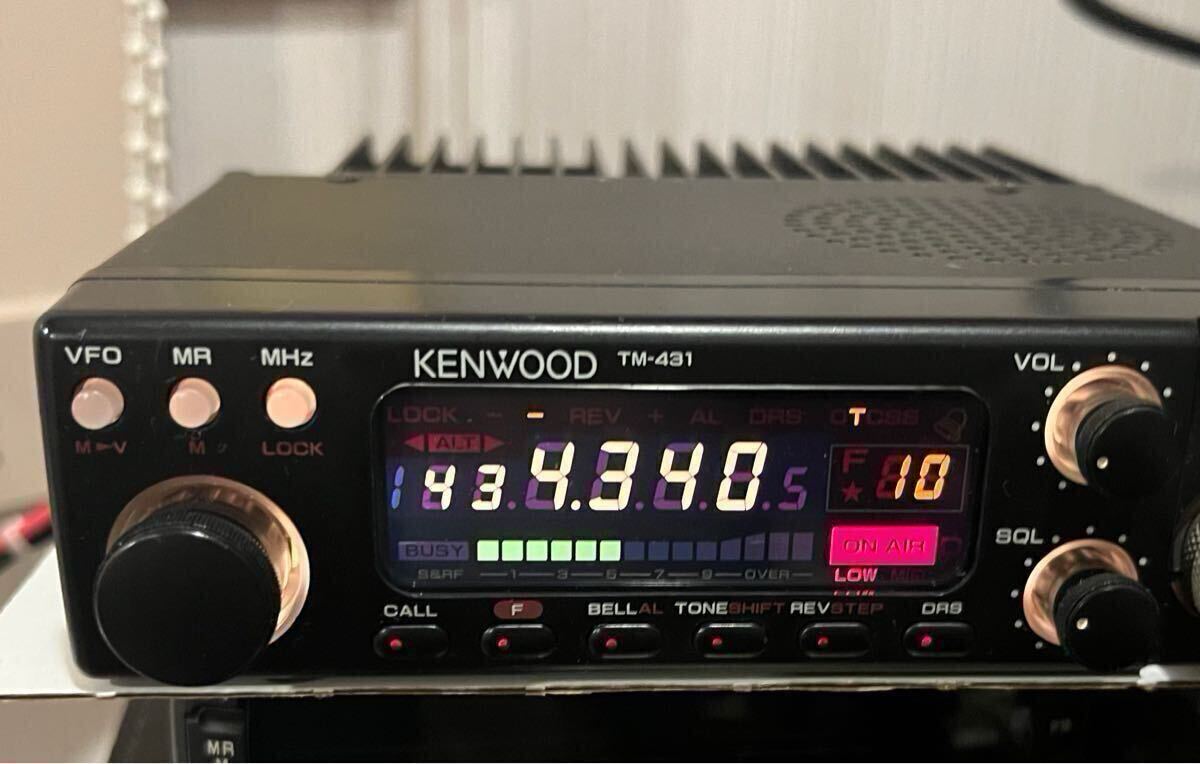 VFO MR MHz
M►V M LOCK
KENWOOD TM-431
VOL
LOCK. - - REV + AL DRS CTCSS
◄ ALT ►
F
★
434.340 5
10
BUSY
ON AIR
LOW
S&RF 1 3 5 7 9 OVER
SQL
CALL F BELL AL TONE SHIFT REV STEP DRS
MR
M